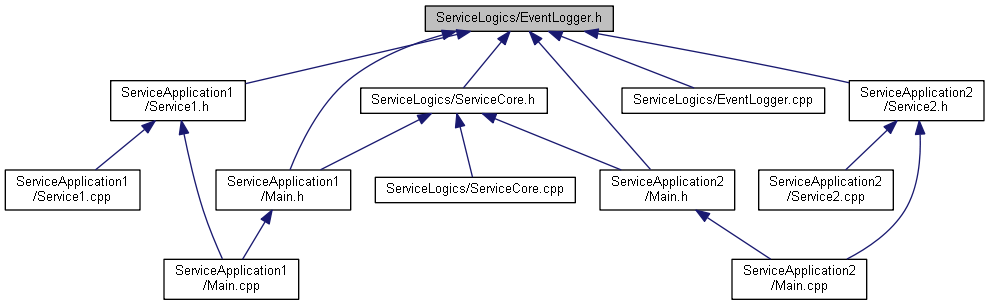 ServiceLogics/EventLogger.h
ServiceApplication1
/Service1.h
ServiceLogics/ServiceCore.h
ServiceLogics/EventLogger.cpp
ServiceApplication2
/Service2.h
ServiceApplication1
/Service1.cpp
ServiceApplication1
/Main.h
ServiceLogics/ServiceCore.cpp
ServiceApplication2
/Main.h
ServiceApplication2
/Service2.cpp
ServiceApplication1
/Main.cpp
ServiceApplication2
/Main.cpp